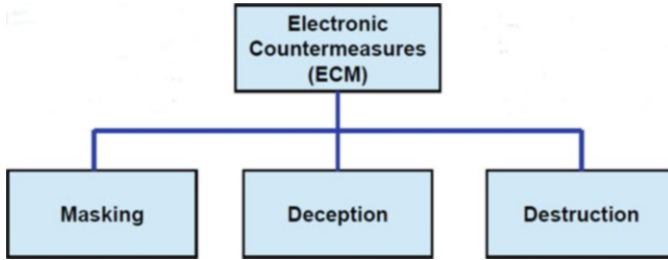 Electronic
Countermeasures
(ECM)
Masking
Deception
Destruction